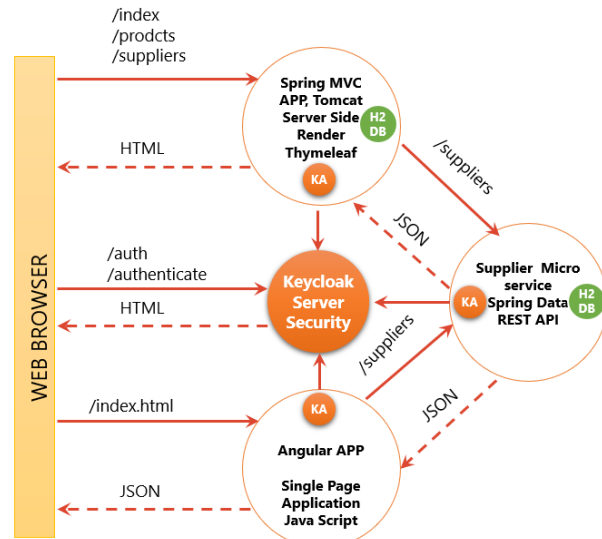 /index
/prodcts
/suppliers
Spring MVC
APP, Tomcat
Server Side
Render
Thymeleaf
H2
DB
KA
HTML
/suppliers
JSON
WEB BROWSER
/auth
/authenticate
HTML
Keycloak
Server
Security
Supplier Micro
service
Spring Data
REST API
KA
H2
DB
/suppliers
JSON
/index.html
KA
Angular APP
Single Page
Application
Java Script
JSON